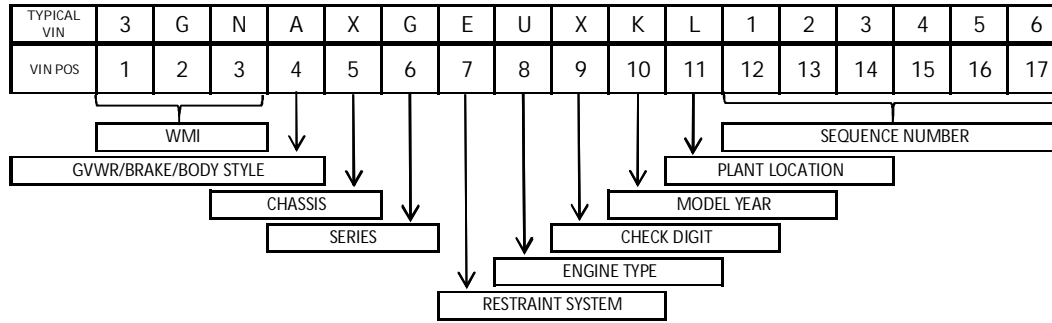 TYPICAL VIN 3 G N A X G E U X K L 1 2 3 4 5 6
VIN POS 1 2 3 4 5 6 7 8 9 10 11 12 13 14 15 16 17
WMI SEQUENCE NUMBER
GVWR/BRAKE/BODY STYLE PLANT LOCATION
CHASSIS MODEL YEAR
SERIES CHECK DIGIT
ENGINE TYPE
RESTRAINT SYSTEM